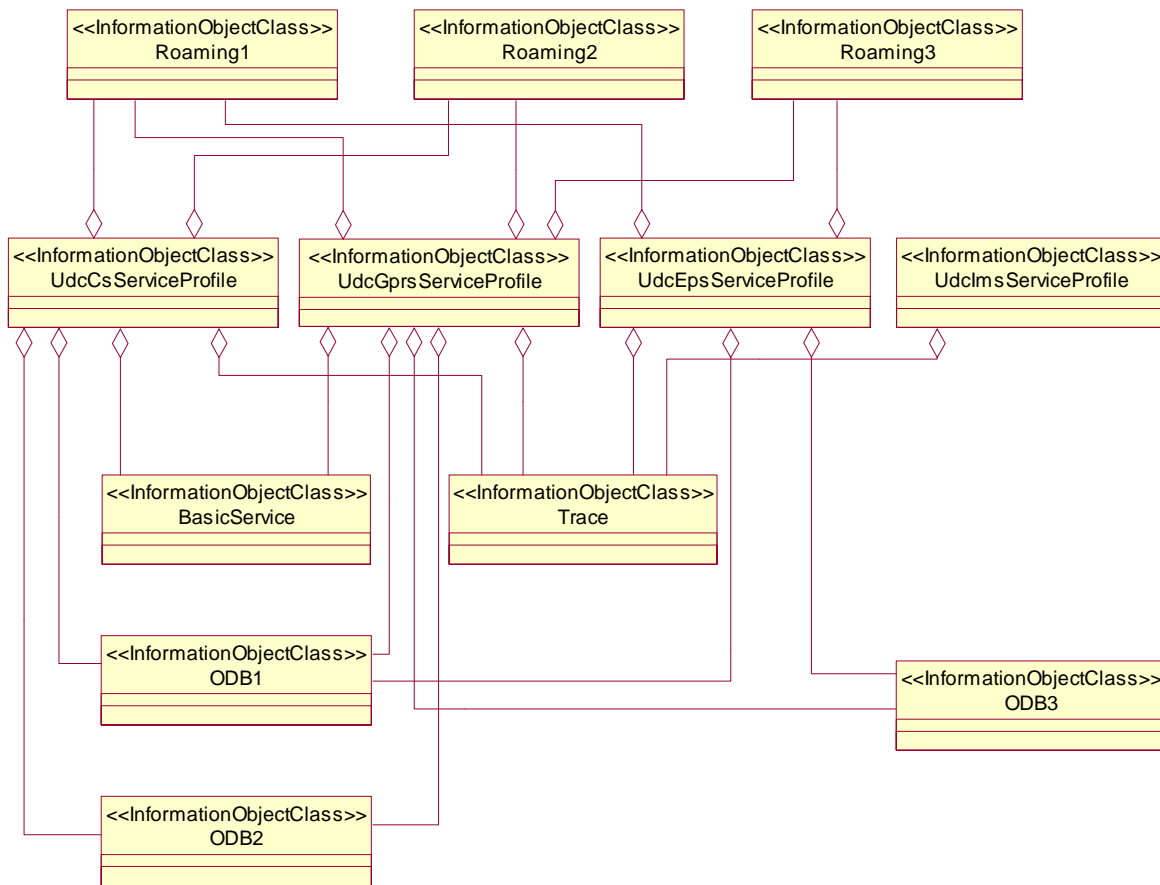 <<InformationObjectClass>>
Roaming1
<<InformationObjectClass>>
Roaming2
<<InformationObjectClass>>
Roaming3
<<InformationObjectClass>>
UdcCsServiceProfile
<<InformationObjectClass>>
UdcGprsServiceProfile
<<InformationObjectClass>>
UdcEpsServiceProfile
<<InformationObjectClass>>
UdcImsServiceProfile
<<InformationObjectClass>>
BasicService
<<InformationObjectClass>>
Trace
<<InformationObjectClass>>
ODB1
<<InformationObjectClass>>
ODB3
<<InformationObjectClass>>
ODB2